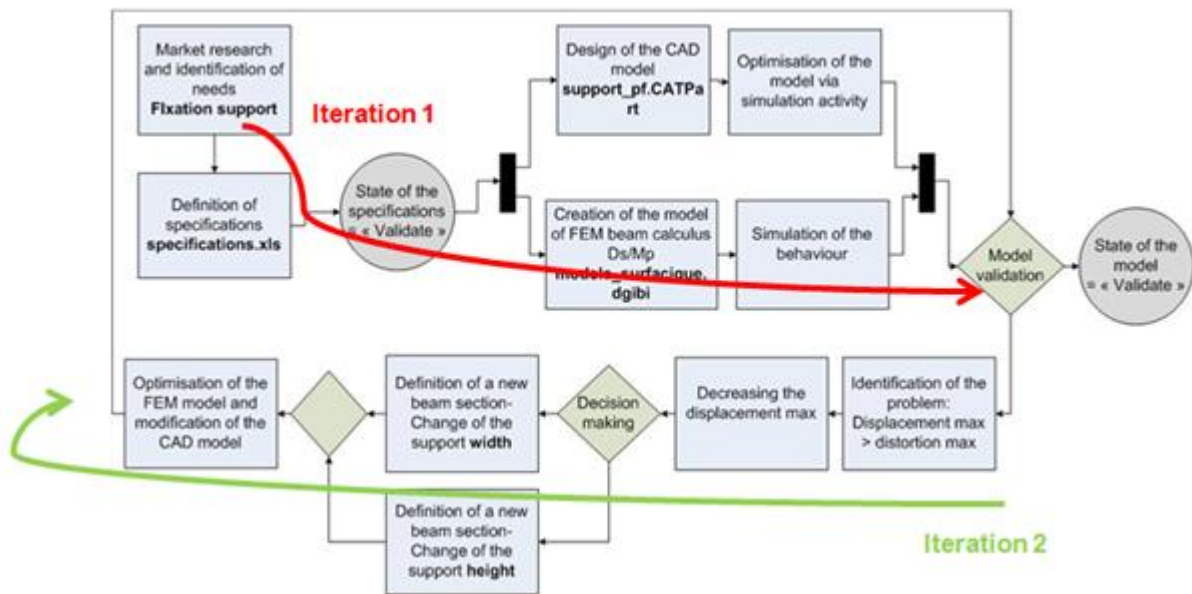 Market research
and identification of
needs
FIxation support
Iteration 1
Definition of
specifications
specifications.xls
State of the
specifications
= « Validate »
Design of the CAD
model
support_pf.CATPar
t
Optimisation of the
model via
simulation activity
Creation of the model
of FEM beam calculus
Ds/Mp
modele_surfacique.
dgibi
Simulation of the
behaviour
Model
validation
State of the
model
= « Validate »
Optimisation of the
FEM model and
modification of the
CAD model
Definition of a new
beam section-
Change of the
support width
Decision
making
Decreasing the
displacement max
Identification of the
problem:
Displacement max
> distortion max
Definition of a new
beam section-
Change of the
support height
Iteration 2